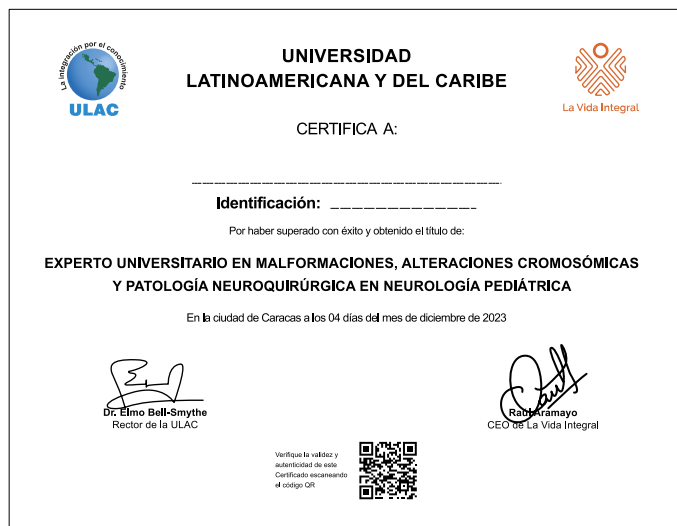 La integración por el conocimiento
ULAC
UNIVERSIDAD
LATINOAMERICANA Y DEL CARIBE
La Vida Integral
CERTIFICA A:
Identificación:
Por haber superado con éxito y obtenido el título de:
EXPERTO UNIVERSITARIO EN MALFORMACIONES, ALTERACIONES CROMOSÓMICAS
Y PATOLOGÍA NEUROQUIRÚRGICA EN NEUROLOGÍA PEDIÁTRICA
En la ciudad de Caracas a los 04 días del mes de diciembre de 2023
Dr. Elmo Bell-Smythe
Rector de la ULAC
Raúl Aramayo
CEO de La Vida Integral
Verifique la validez y
autenticidad de este
Certificado escaneando
el código QR